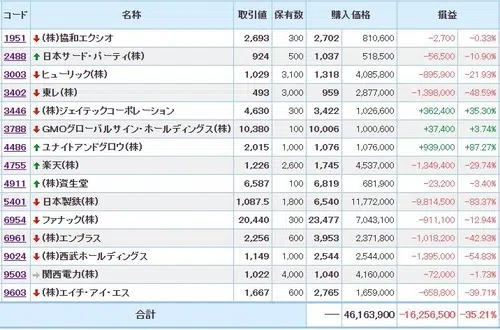 コード 名称 取引値 保有数 購入価格 損益
1951 (株)協和エクシオ 2,693 300 2,702 810,600 -2,700 -0.33%
2488 日本サード・パーティ(株) 924 500 1,037 518,500 -56,500 -10.90%
3003 ヒューリック(株) 1,029 3,100 1,318 4,085,800 -895,900 -21.93%
3402 東レ(株) 493 3,000 959 2,877,000 -1,398,000 -48.59%
3446 (株)ジェイテックコーポレーション 4,630 300 3,422 1,026,600 +362,400 +35.30%
3788 GMOグローバルサイン・ホールディングス(株) 10,380 100 10,006 1,000,600 +37,400 +3.74%
4486 ユナイトアンドグロウ(株) 2,015 1,000 1,076 1,076,000 +939,000 +87.27%
4755 楽天(株) 1,226 2,600 1,745 4,537,000 -1,349,400 -29.74%
4911 (株)資生堂 6,587 100 6,819 681,900 -23,200 -3.40%
5401 日本製鉄(株) 1,087.5 1,800 6,540 11,772,000 -9,814,500 -83.37%
6954 ファナック(株) 20,440 300 23,477 7,043,100 -911,100 -12.94%
6961 (株)エンプラス 2,256 600 3,953 2,371,800 -1,018,200 -42.93%
9024 (株)西武ホールディングス 1,149 1,000 2,544 2,544,000 -1,395,000 -54.83%
9503 関西電力(株) 1,022 4,000 1,040 4,160,000 -72,000 -1.73%
9603 (株)エイチ・アイ・エス 1,667 600 2,765 1,659,000 -658,800 -39.71%
合計 ── 46,163,900 -16,256,500 -35.21%